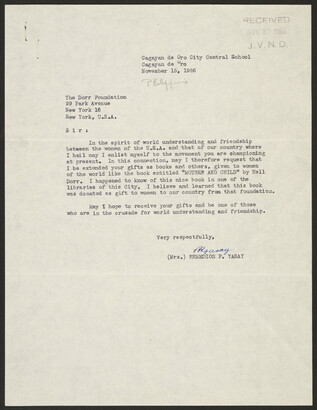 RECEIVED
J. V. N. D.
Cagayan de Oro City Central School
Cagayan de Oro
November 15, 1956
The Dorr Foundation
99 Park Avenue
New York 16
New York, U.S.A.
Sir:
In the spirit of world understanding and friendship
between the women of the U.S.A. and that of our country where
I hail may I enlist myself to the movement you are championing
at present. In this connection, may I therefore request that
I be extended your gifts as books and others, given to women
of the world like the book entitled "MOTHER AND CHILD" by Nell
Dorr. I happened to know of this nice book in one of the
libraries of this City. I believe and learned that this book
was donated as gift to women to our country from that foundation.
May I hope to receive your gifts and be one of those
who are in the crusade for world understanding and friendship.
Very respectfully,
(Mrs.) REMEDIOS P. YASAY